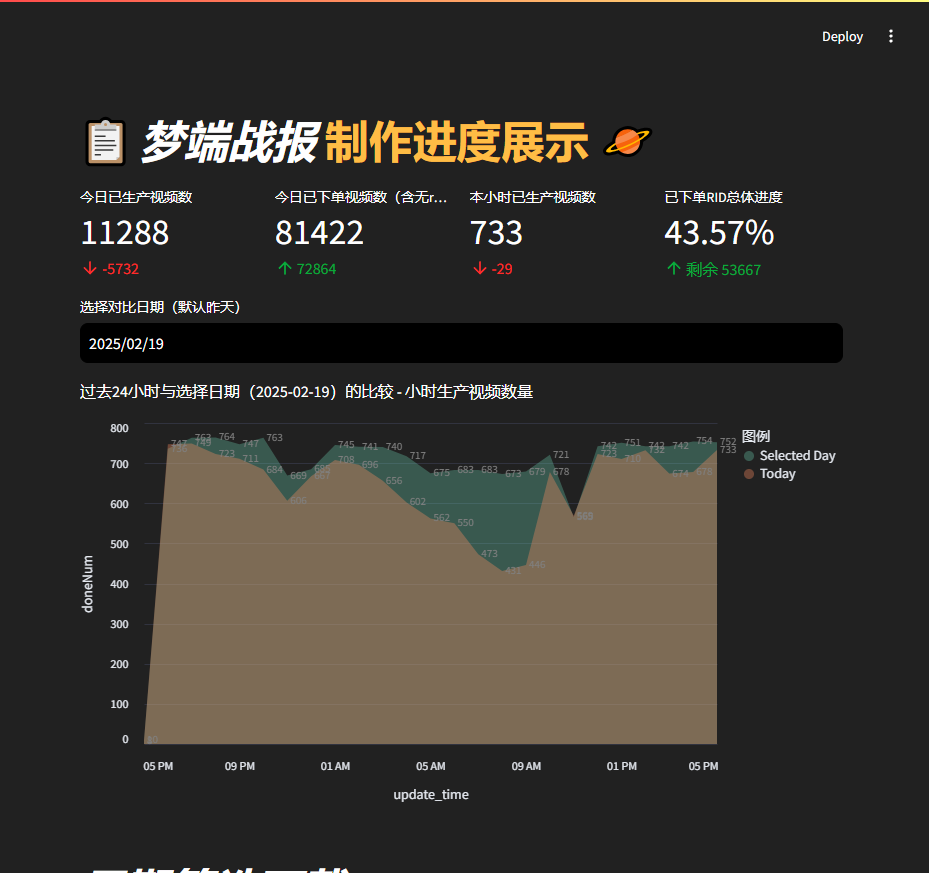 Deploy
梦端战报 制作进度展示
今日已生产视频数
11288
-5732
今日已下单视频数（含无r...
81422
72864
本小时已生产视频数
733
-29
已下单RID总体进度
43.57%
剩余 53667
选择对比日期（默认昨天）
2025/02/19
过去24小时与选择日期（2025-02-19）的比较 - 小时生产视频数量
图例
Selected Day
Today
doneNum
800
700
600
500
400
300
200
100
0
763 764 747 763 669 745 741 740 717 675 683 683 673 679 721 569 742 751 742 742 754 752
723 711 684 606 667 708 696 656 602 562 550 473 431 446 678 723 710 732 674 678 733
05 PM 09 PM 01 AM 05 AM 09 AM 01 PM 05 PM
update_time